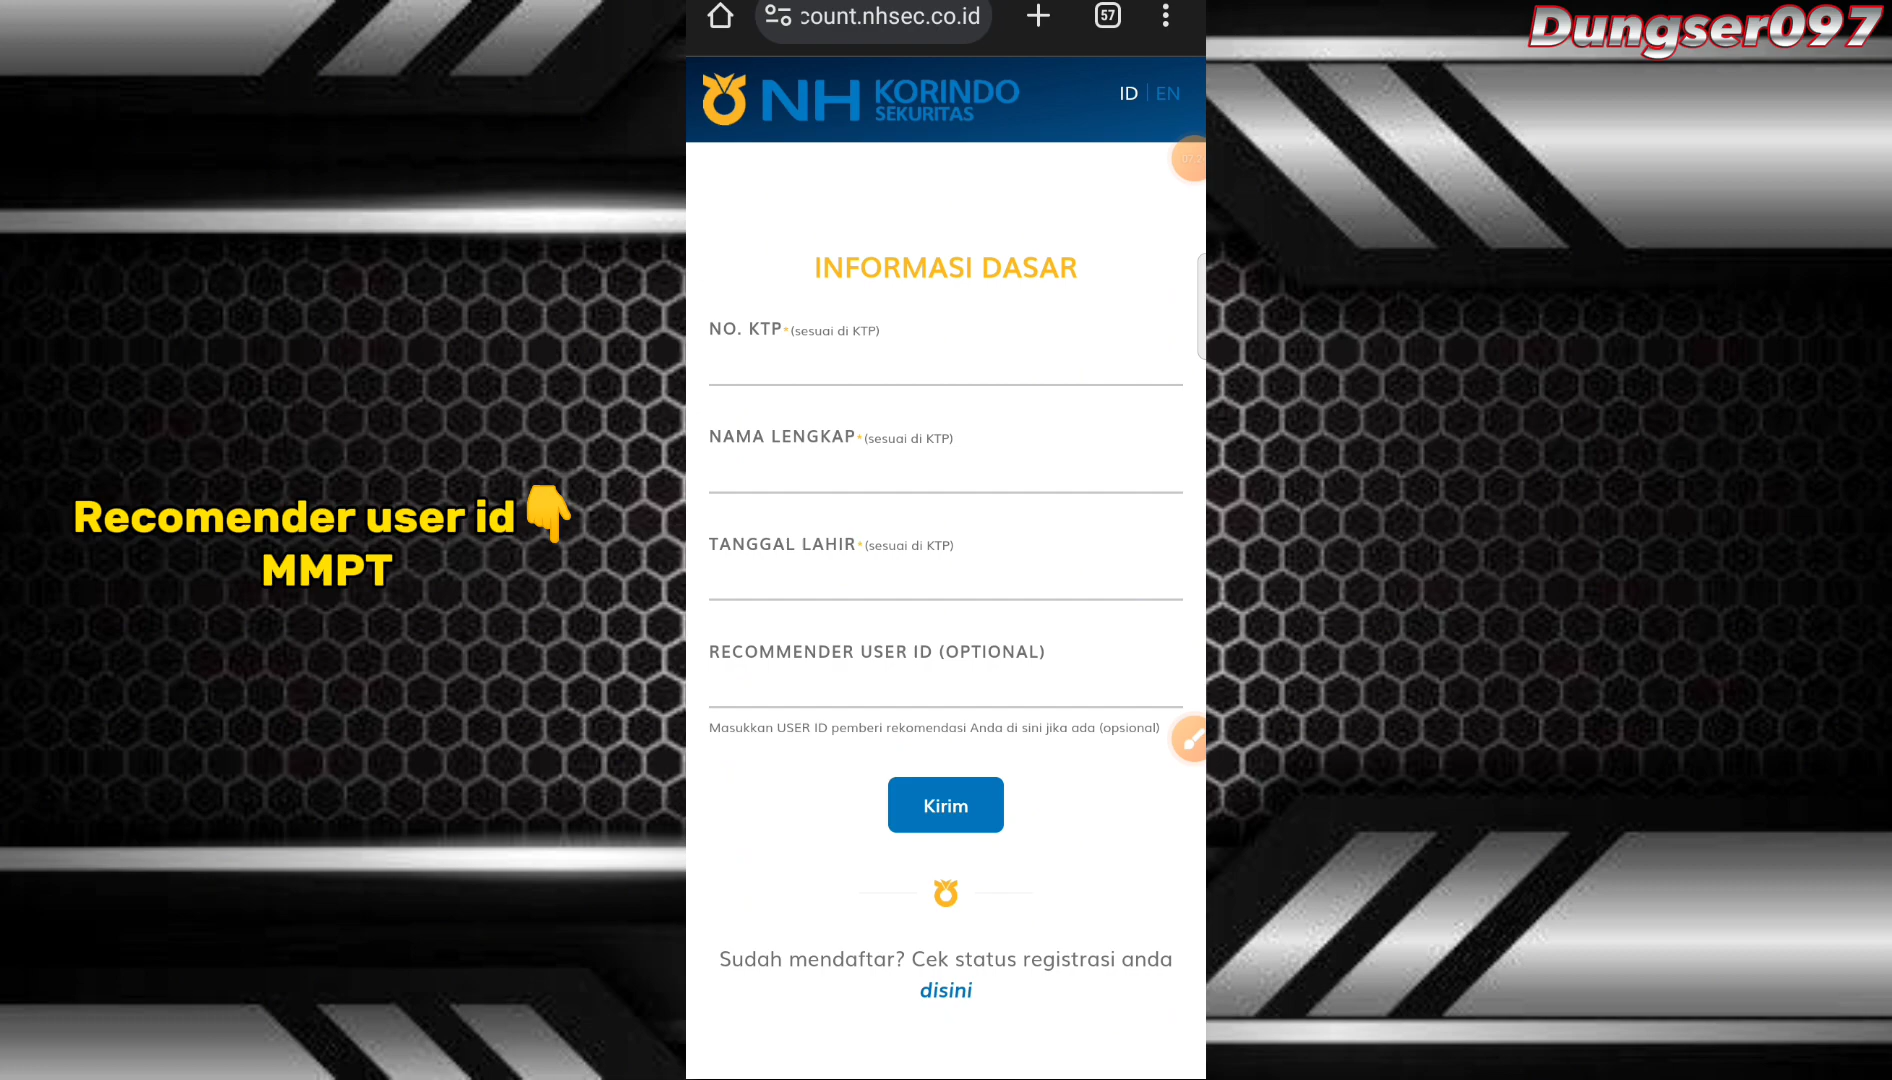 Dungser097
count.nhsec.co.id
57
NH KORINDO
SEKURITAS
ID | EN
INFORMASI DASAR
NO. KTP*(sesuai di KTP)
NAMA LENGKAP*(sesuai di KTP)
Recomender user id👇
MMPT
TANGGAL LAHIR*(sesuai di KTP)
RECOMMENDER USER ID (OPTIONAL)
Masukkan USER ID pemberi rekomendasi Anda di sini jika ada (opsional)
Kirim
Sudah mendaftar? Cek status registrasi anda
disini